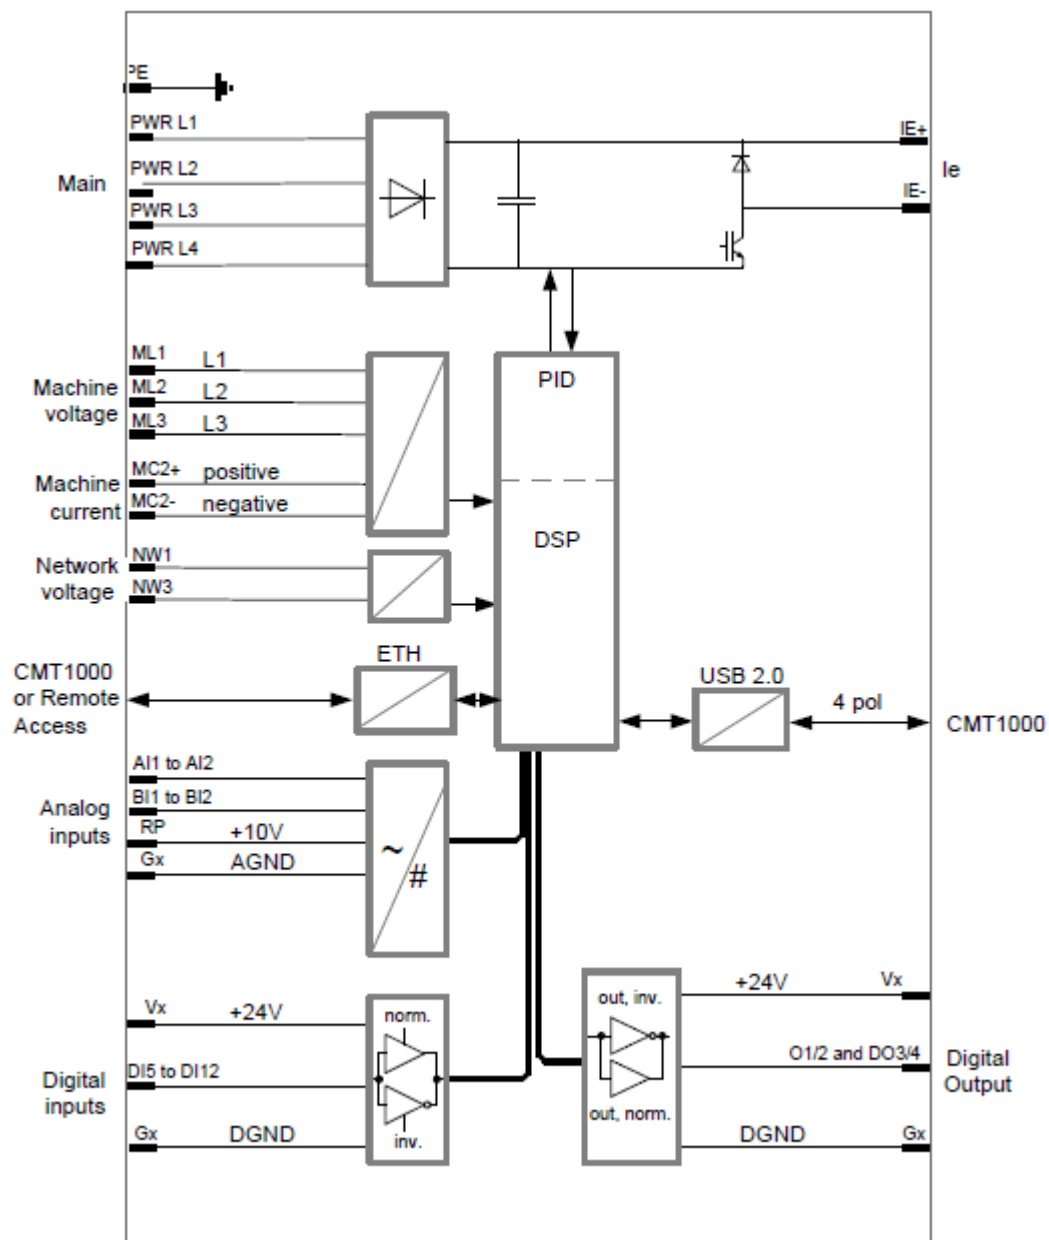 PE
PWR L1
IE+
PWR L2
Main
Ie
IE-
PWR L3
PWR L4
ML1
L1
PID
Machine
voltage
ML2
L2
ML3
L3
MC2+
positive
Machine
current
MC2-
negative
DSP
NW1
Network
voltage
NW3
ETH
CMT1000
or Remote
Access
USB 2.0
4 pol
CMT1000
AI1 to AI2
BI1 to BI2
Analog
inputs
RP
+10V
Gx
AGND
~
#
Vx
+24V
norm.
out, inv.
+24V
Vx
O1/2 and DO3/4
Digital
Output
DI5 to DI12
Digital
inputs
out, norm.
Gx
DGND
inv.
DGND
Gx